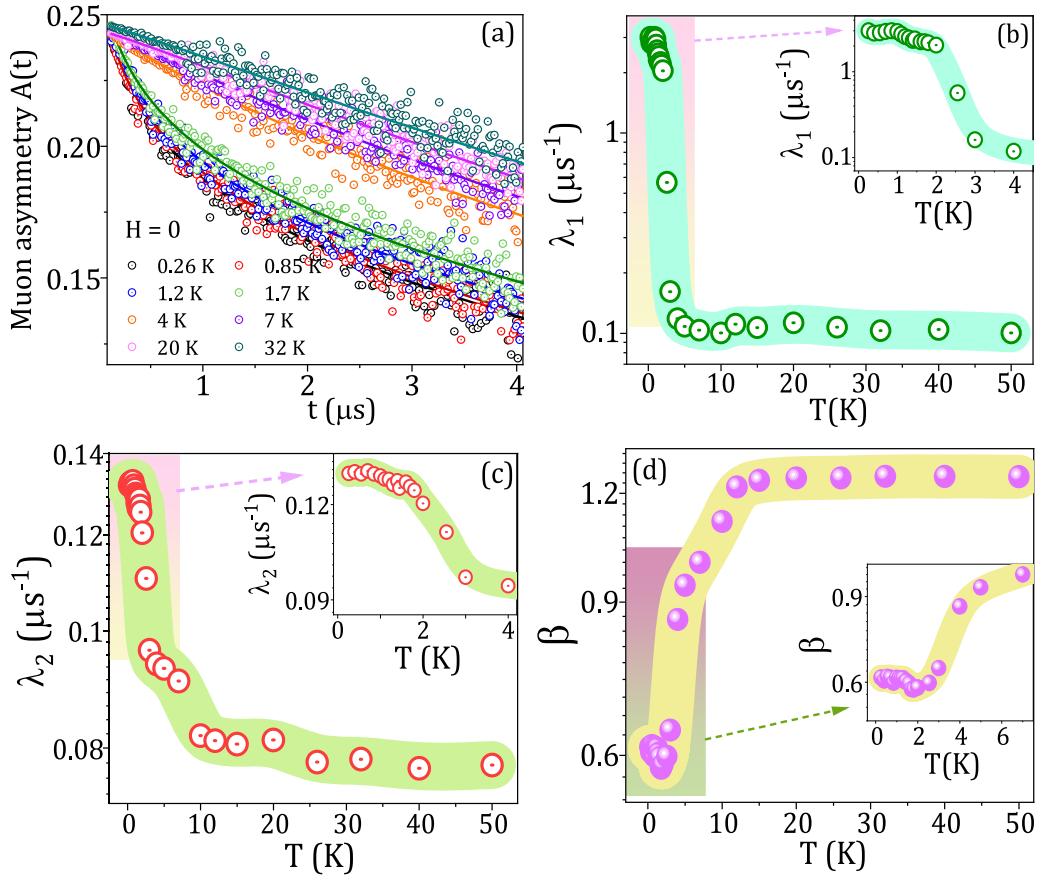 (a)
Muon asymmetry A(t)
0.25
0.20
0.15
H = 0
0.26 K 0.85 K
1.2 K 1.7 K
4 K 7 K
20 K 32 K
1 2 3 4
t (μs)
(b)
λ₁ (μs⁻¹)
1
0.1
0 10 20 30 40 50
T(K)
λ₁ (μs⁻¹)
1
0.1
0 1 2 3 4
T(K)
(c)
λ₂ (μs⁻¹)
0.14
0.12
0.1
0.08
0 10 20 30 40 50
T (K)
λ₂ (μs⁻¹)
0.12
0.09
0 2 4
T (K)
(d)
β
1.2
0.9
0.6
0 10 20 30 40 50
T (K)
β
0.9
0.6
0 2 4 6
T(K)